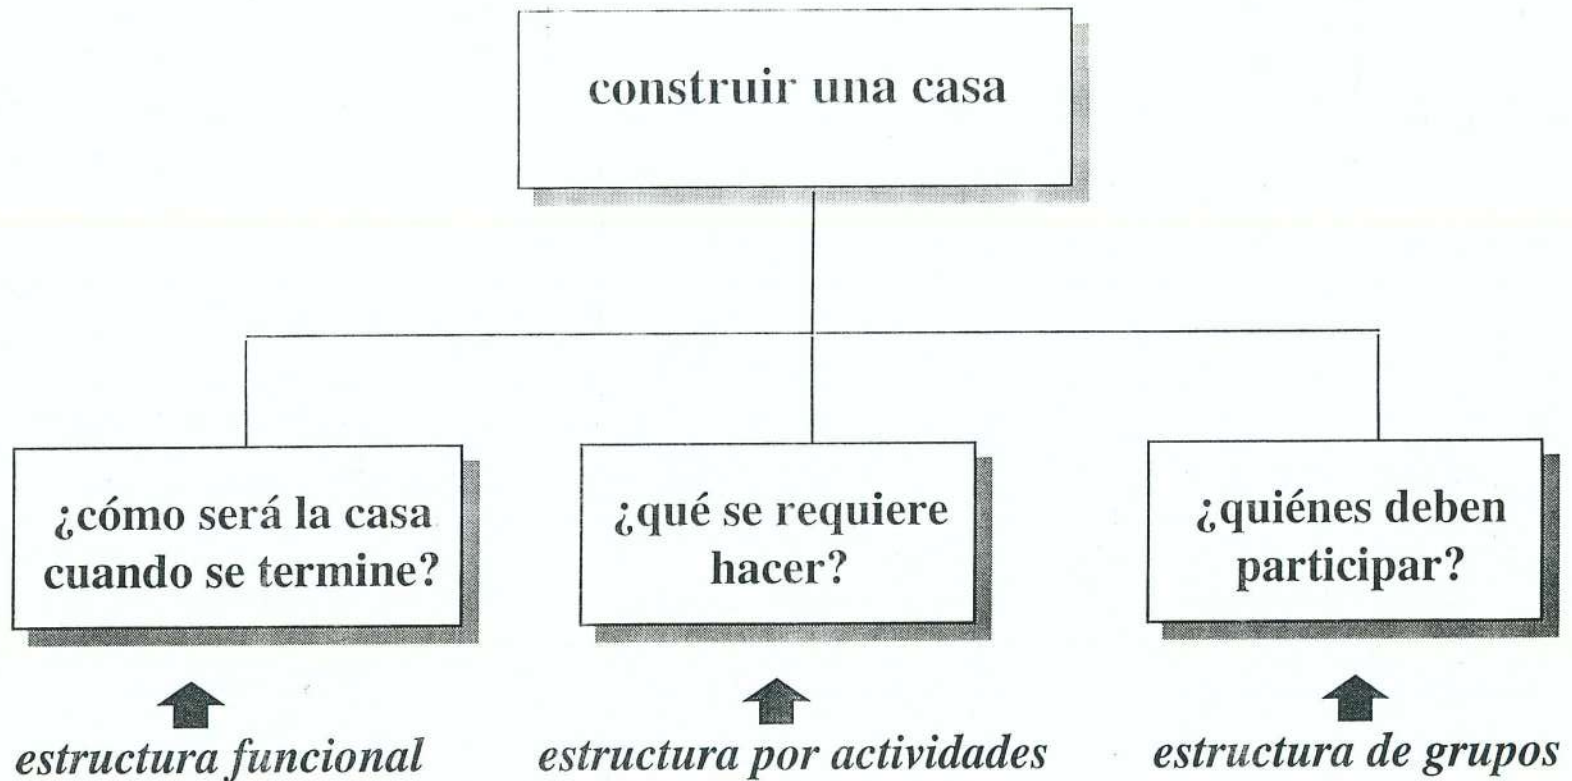 construir una casa
¿cómo será la casa
cuando se termine?
¿qué se requiere
hacer?
¿quiénes deben
participar?
estructura funcional
estructura por actividades
estructura de grupos